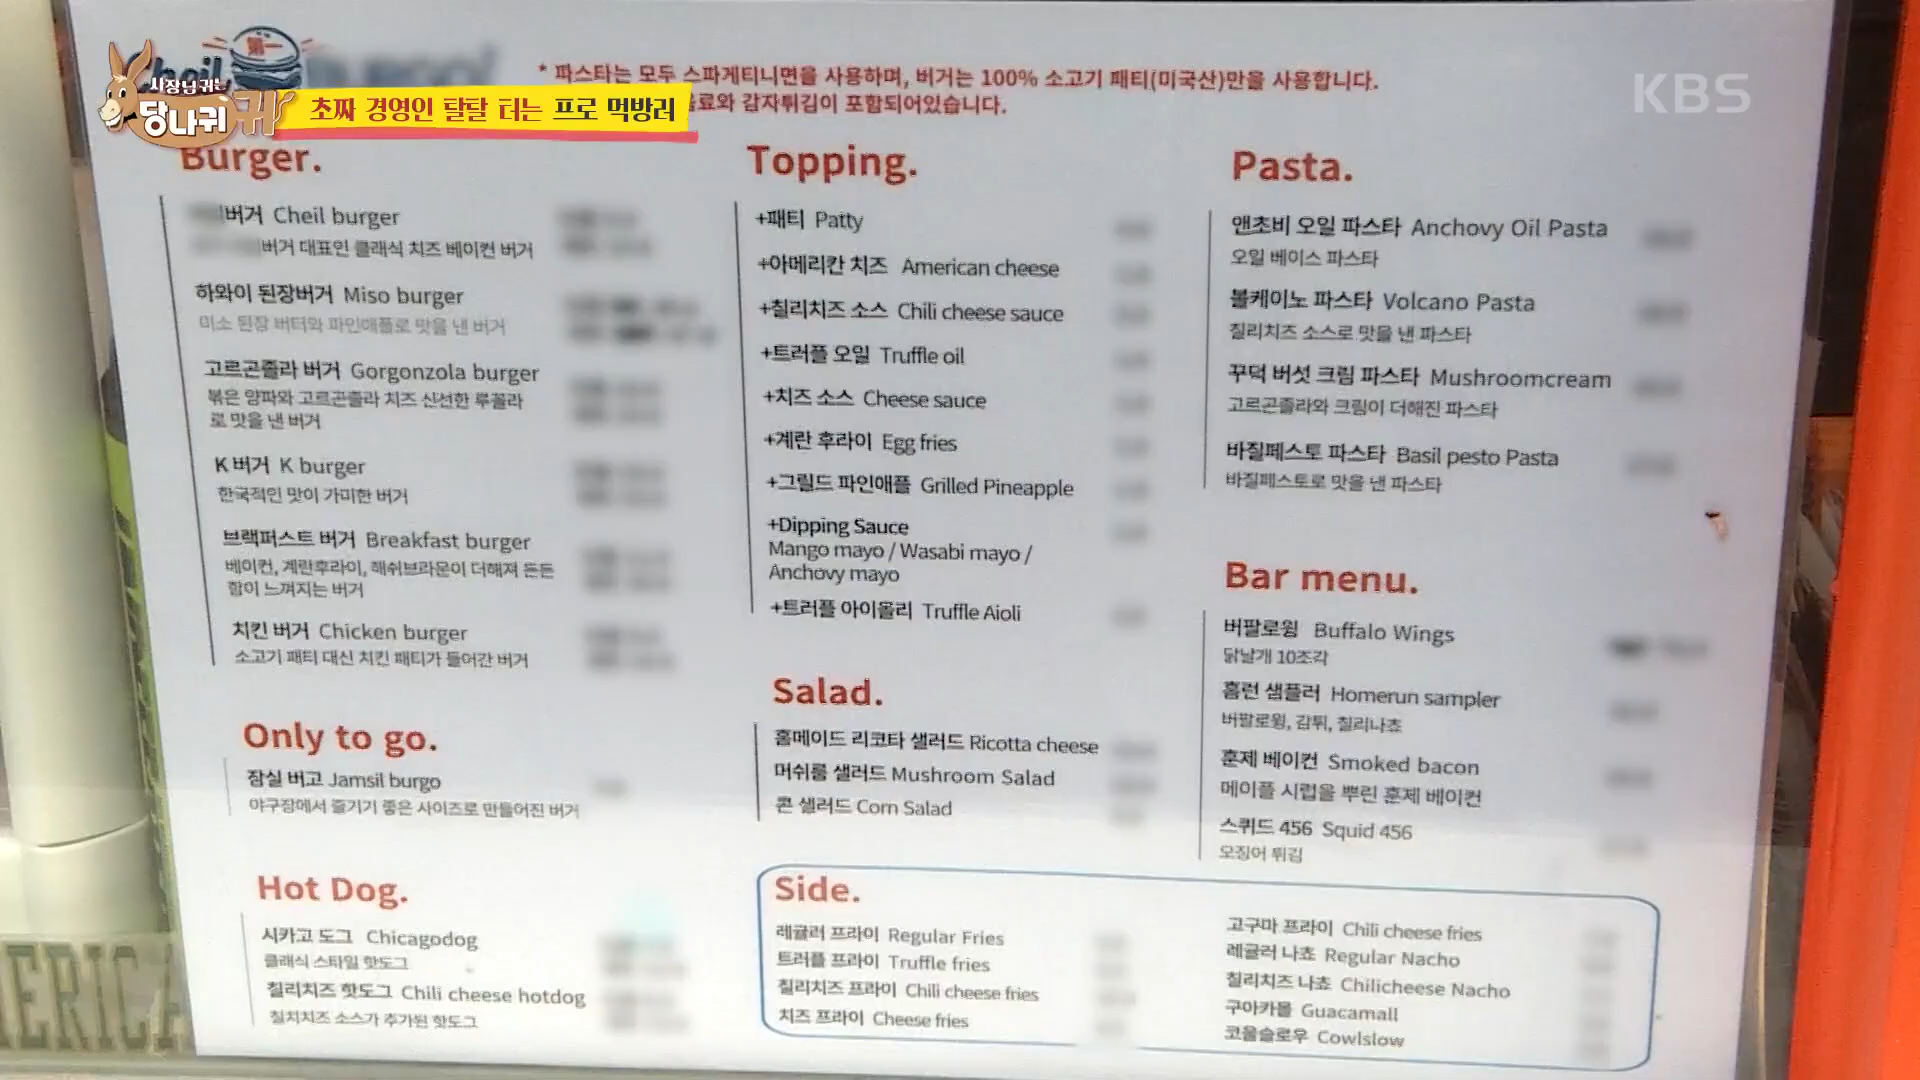 사장님 귀는
당나귀 귀
초짜 경영인 탈탈 터는 프로 먹방러
KBS
第一
* 파스타는 모두 스파게티니면을 사용하며, 버거는 100% 소고기 패티(미국산)만을 사용합니다.
감자튀김이 포함되어있습니다.
Burger.
버거 Cheil burger
버거 대표인 클래식 치즈 베이컨 버거
하와이 된장버거 Miso burger
미소 된장 버터와 파인애플로 맛을 낸 버거
고르곤졸라 버거 Gorgonzola burger
볶은 양파와 고르곤졸라 치즈 신선한 루꼴라
로 맛을 낸 버거
K 버거 K burger
한국적인 맛이 가미한 버거
브랙퍼스트 버거 Breakfast burger
베이컨, 계란후라이, 해쉬브라운이 더해져 든든
함이 느껴지는 버거
치킨 버거 Chicken burger
소고기 패티 대신 치킨 패티가 들어간 버거
Only to go.
잠실 버고 Jamsil burgo
야구장에서 즐기기 좋은 사이즈로 만들어진 버거
Hot Dog.
시카고 도그 Chicagodog
클래식 스타일 핫도그
칠리치즈 핫도그 Chili cheese hotdog
칠치치즈 소스가 추가된 핫도그
Topping.
+패티 Patty
+아메리칸 치즈 American cheese
+칠리치즈 소스 Chili cheese sauce
+트러플 오일 Truffle oil
+치즈 소스 Cheese sauce
+계란 후라이 Egg fries
+그릴드 파인애플 Grilled Pineapple
+Dipping Sauce
Mango mayo / Wasabi mayo /
Anchovy mayo
+트러플 아이올리 Truffle Aioli
Salad.
홈메이드 리코타 샐러드 Ricotta cheese
머쉬룸 샐러드 Mushroom Salad
콘 샐러드 Corn Salad
Pasta.
앤초비 오일 파스타 Anchovy Oil Pasta
오일 베이스 파스타
볼케이노 파스타 Volcano Pasta
칠리치즈 소스로 맛을 낸 파스타
꾸덕 버섯 크림 파스타 Mushroomcream
고르곤졸라와 크림이 더해진 파스타
바질페스토 파스타 Basil pesto Pasta
바질페스토로 맛을 낸 파스타
Bar menu.
버팔로윙 Buffalo Wings
닭날개 10조각
홈런 샘플러 Homerun sampler
버팔로윙, 감튀, 칠리나쵸
훈제 베이컨 Smoked bacon
메이플 시럽을 뿌린 훈제 베이컨
스퀴드 456 Squid 456
오징어 튀김
Side.
레귤러 프라이 Regular Fries
트러플 프라이 Truffle fries
칠리치즈 프라이 Chili cheese fries
치즈 프라이 Cheese fries
고구마 프라이 Chili cheese fries
레귤러 나쵸 Regular Nacho
칠리치즈 나쵸 Chilicheese Nacho
구아카몰 Guacamall
코울슬로우 Cowlslow